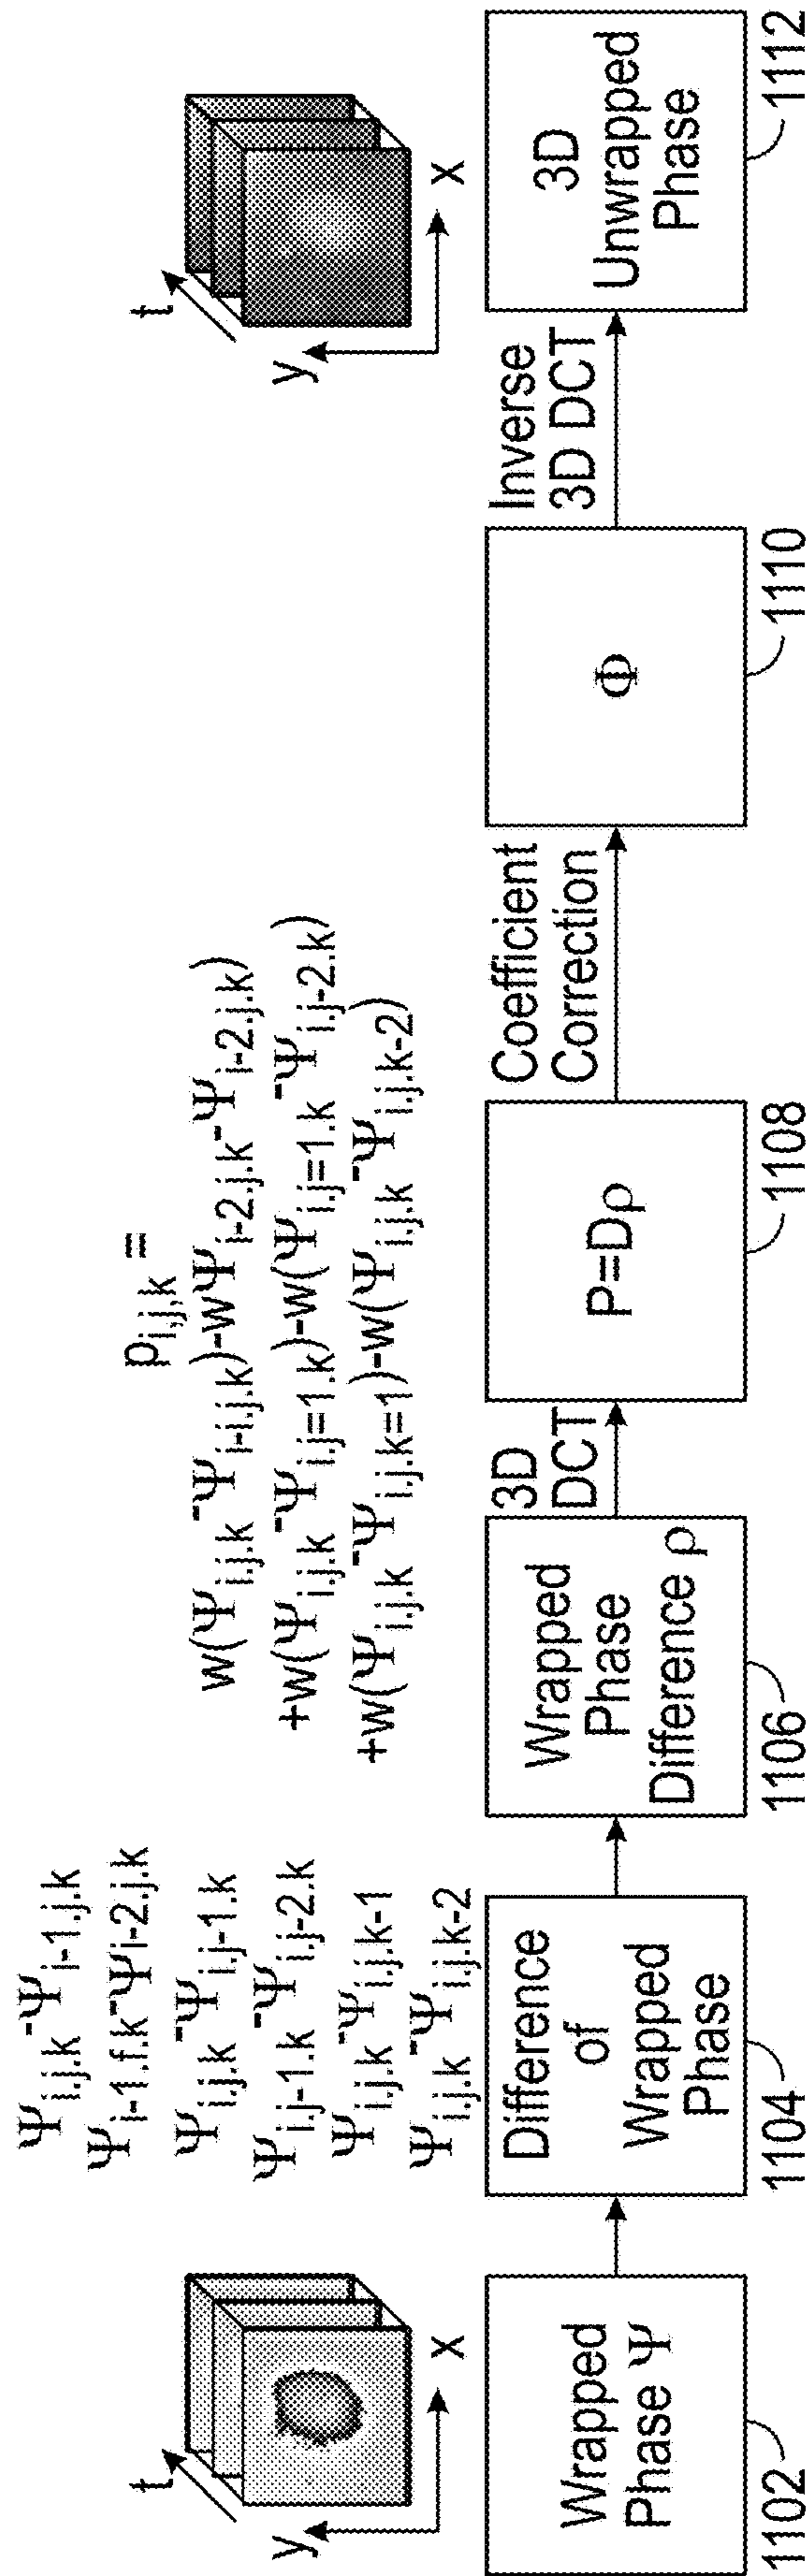 t
y
x
Wrapped
Phase Ψ
1102
Ψi.j.k-Ψi-1.j.k
Ψi-1.f.k-Ψi-2.j.k
Ψi.j.k-Ψi.j-1.k
Ψi.j-1.k-Ψi.j-2.k
Ψi.j.k-Ψi.j.k-1
Ψi.j.k-Ψi.j.k-2
Difference
of
Wrapped
Phase
1104
Wrapped
Phase
Difference ρ
1106
pi,j,k =
w(Ψi.j.k-Ψi-i.j.k)-wΨi-2.j.k-Ψi-2.j.k)
+w(Ψi.j.k-Ψi.j=1.k)-w(Ψi.j=1.k-Ψi.j-2.k)
+w(Ψi.j.k-Ψi.j.k=1)-w(Ψi.j.k-Ψi.j.k-2)
3D
DCT
P=Dρ
1108
Coefficient
Correction
Φ
1110
Inverse
3D DCT
t
y
x
3D
Unwrapped
Phase
1112